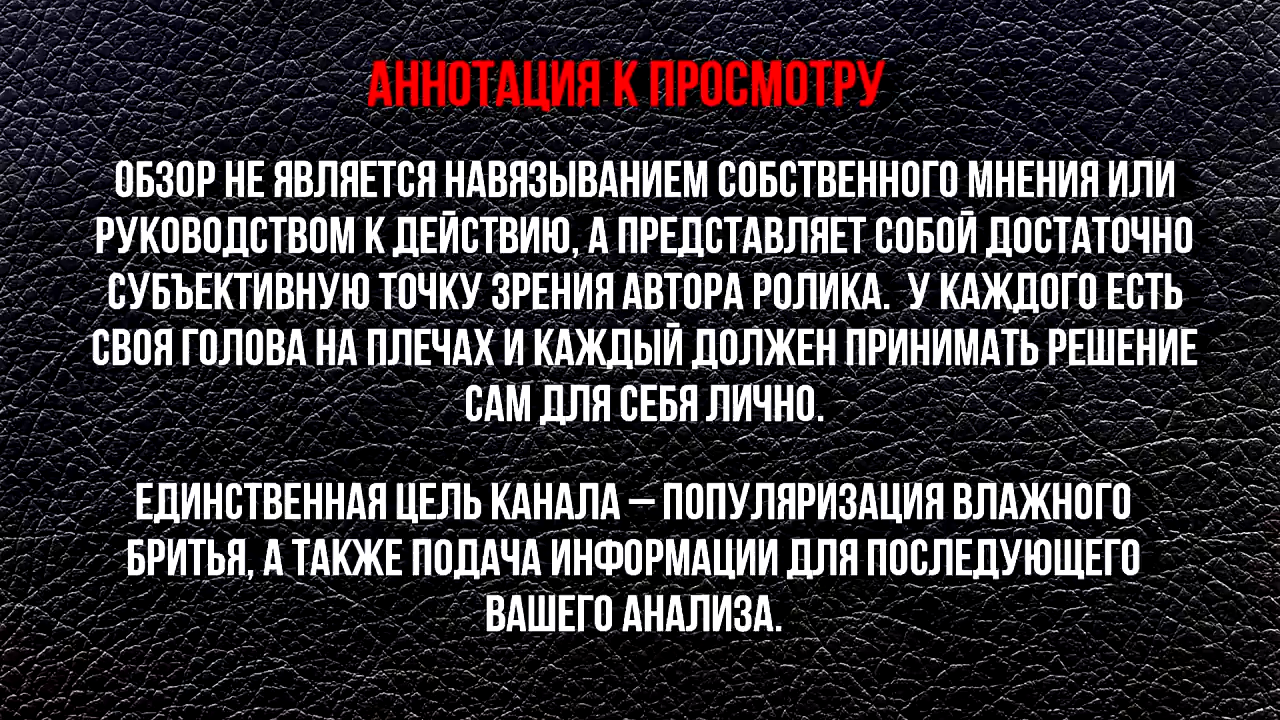 АННОТАЦИЯ К ПРОСМОТРУ
ОБЗОР НЕ ЯВЛЯЕТСЯ НАВЯЗЫВАНИЕМ СОБСТВЕННОГО МНЕНИЯ ИЛИ
РУКОВОДСТВОМ К ДЕЙСТВИЮ, А ПРЕДСТАВЛЯЕТ СОБОЙ ДОСТАТОЧНО
СУБЪЕКТИВНУЮ ТОЧКУ ЗРЕНИЯ АВТОРА РОЛИКА. У КАЖДОГО ЕСТЬ
СВОЯ ГОЛОВА НА ПЛЕЧАХ И КАЖДЫЙ ДОЛЖЕН ПРИНИМАТЬ РЕШЕНИЕ
САМ ДЛЯ СЕБЯ ЛИЧНО.
ЕДИНСТВЕННАЯ ЦЕЛЬ КАНАЛА – ПОПУЛЯРИЗАЦИЯ ВЛАЖНОГО
БРИТЬЯ, А ТАКЖЕ ПОДАЧА ИНФОРМАЦИИ ДЛЯ ПОСЛЕДУЮЩЕГО
ВАШЕГО АНАЛИЗА.